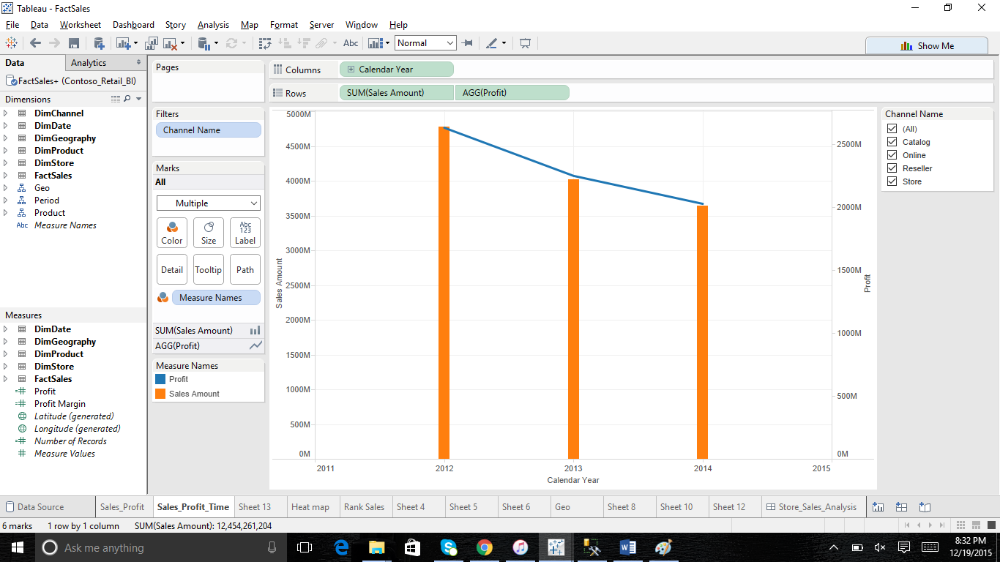 Tableau - FactSales
File Data Worksheet Dashboard Story Analysis Map Format Server Window Help
Abc Normal Show Me
Data Analytics
FactSales+ (Contoso_Retail_BI)
Dimensions
DimChannel
DimDate
DimGeography
DimProduct
DimStore
FactSales
Geo
Period
Product
Abc Measure Names
Measures
DimDate
DimGeography
DimProduct
DimStore
FactSales
Profit
Profit Margin
Latitude (generated)
Longitude (generated)
Number of Records
Measure Values
Pages
Filters
Channel Name
Marks
All
Multiple
Abc
123
Color Size Label
Detail Tooltip Path
Measure Names
SUM(Sales Amount)
AGG(Profit)
Measure Names
Profit
Sales Amount
Columns Calendar Year
Rows SUM(Sales Amount) AGG(Profit)
5000M
4500M
4000M
3500M
3000M
2500M
2000M
1500M
1000M
500M
0M
Sales Amount
2500M
2000M
1500M
1000M
500M
0M
Profit
2011 2012 2013 2014 2015
Calendar Year
Channel Name
(All)
Catalog
Online
Reseller
Store
Data Source Sales_Profit Sales_Profit_Time Sheet 13 Heat map Rank Sales Sheet 4 Sheet 5 Sheet 6 Geo Sheet 8 Sheet 10 Sheet 12 Store_Sales_Analysis
6 marks 1 row by 1 column SUM(Sales Amount): 12,454,261,204
Ask me anything
8:32 PM
12/19/2015